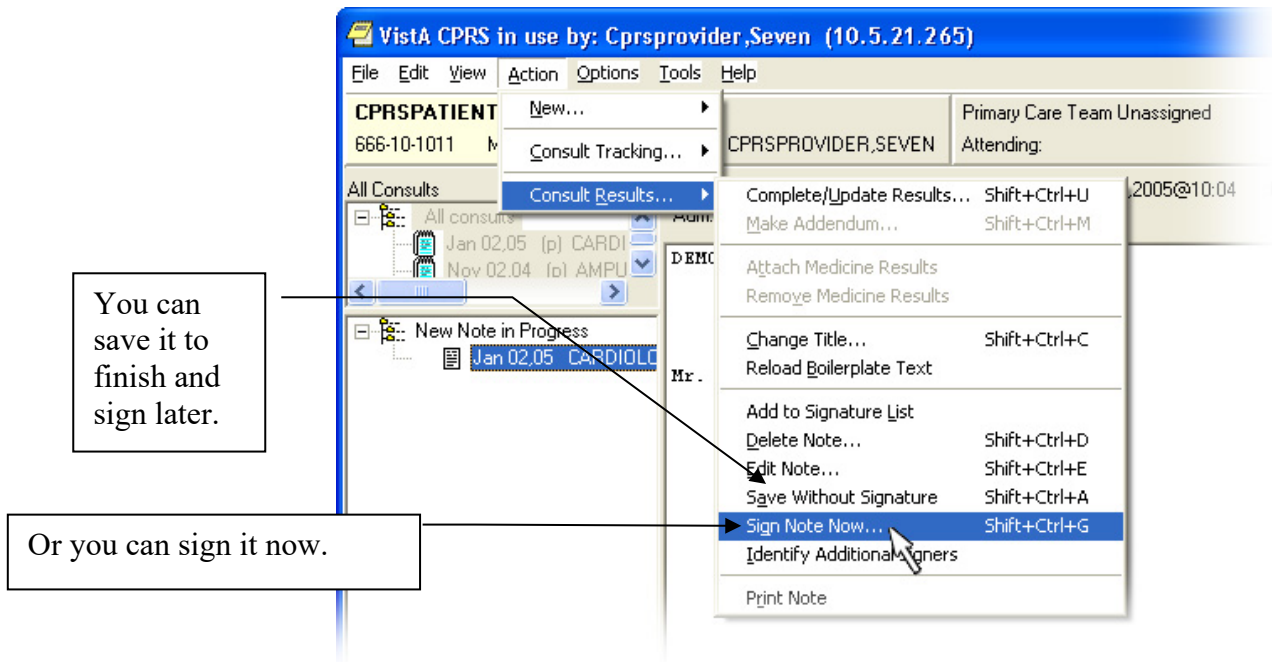 VistA CPRS in use by: Cprsprovider,Seven (10.5.21.265)
File Edit View Action Options Tools Help
CPRSPATIENT
666-10-1011 M
CPRSPROVIDER,SEVEN
Primary Care Team Unassigned
Attending:
New...
Consult Tracking...
Consult Results...
All Consults
All consults
Jan 02,05 (p) CARDI
Nov 02,04 (p) AMPU
,2005@10:04
New Note in Progress
Jan 02,05 CARDIOLO
DEMO
Mr.
Complete/Update Results... Shift+Ctrl+U
Make Addendum... Shift+Ctrl+M
Attach Medicine Results
Remove Medicine Results
Change Title... Shift+Ctrl+C
Reload Boilerplate Text
Add to Signature List
Delete Note... Shift+Ctrl+D
Edit Note... Shift+Ctrl+E
Save Without Signature Shift+Ctrl+A
Sign Note Now... Shift+Ctrl+G
Identify Additional Signers
Print Note
You can
save it to
finish and
sign later.
Or you can sign it now.